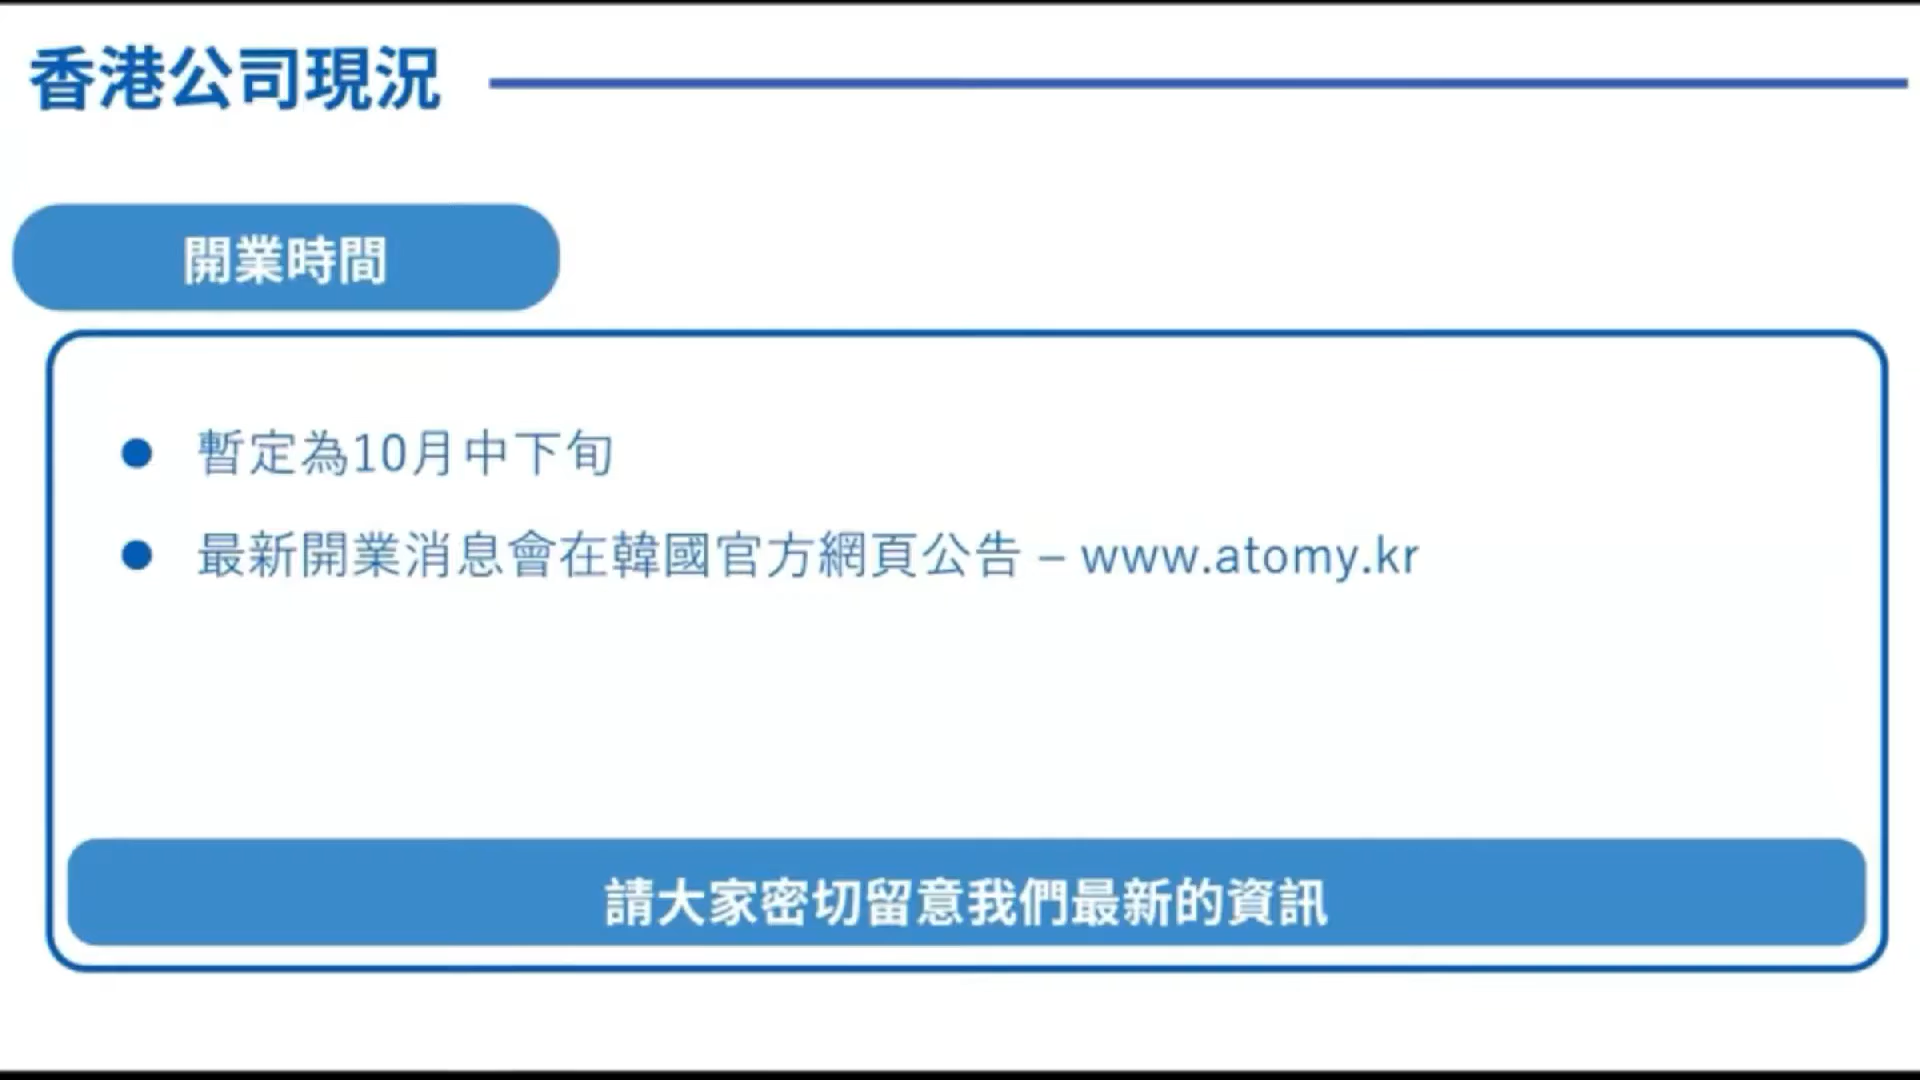 香港公司現況
開業時間
● 暫定為10月中下旬
● 最新開業消息會在韓國官方網頁公告 – www.atomy.kr
請大家密切留意我們最新的資訊